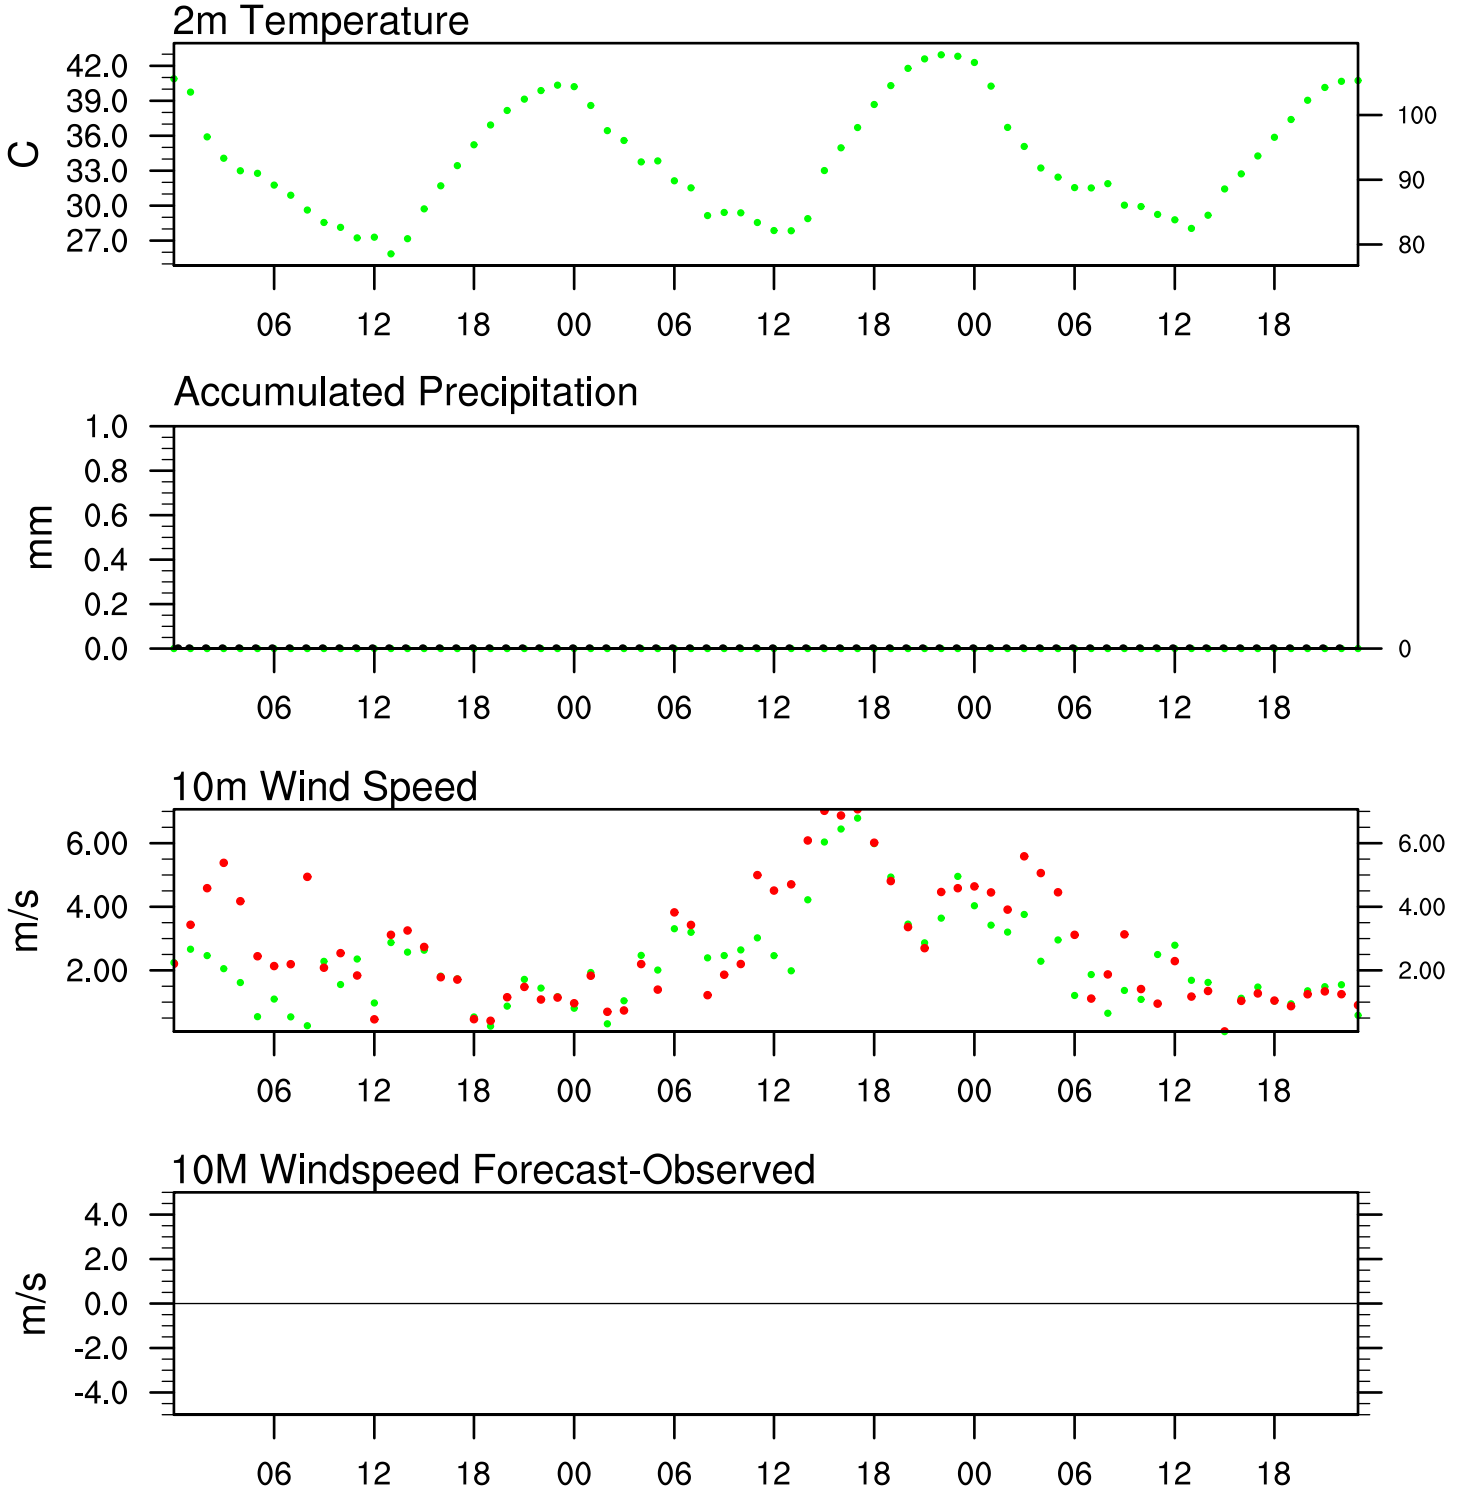 2m Temperature
42.0
39.0
36.0
33.0
30.0
27.0
C
100
90
80
06 12 18 00 06 12 18 00 06 12 18
Accumulated Precipitation
1.0
0.8
0.6
0.4
0.2
0.0
mm
0
06 12 18 00 06 12 18 00 06 12 18
10m Wind Speed
6.00
4.00
2.00
m/s
6.00
4.00
2.00
06 12 18 00 06 12 18 00 06 12 18
10M Windspeed Forecast-Observed
4.0
2.0
0.0
-2.0
-4.0
m/s
06 12 18 00 06 12 18 00 06 12 18